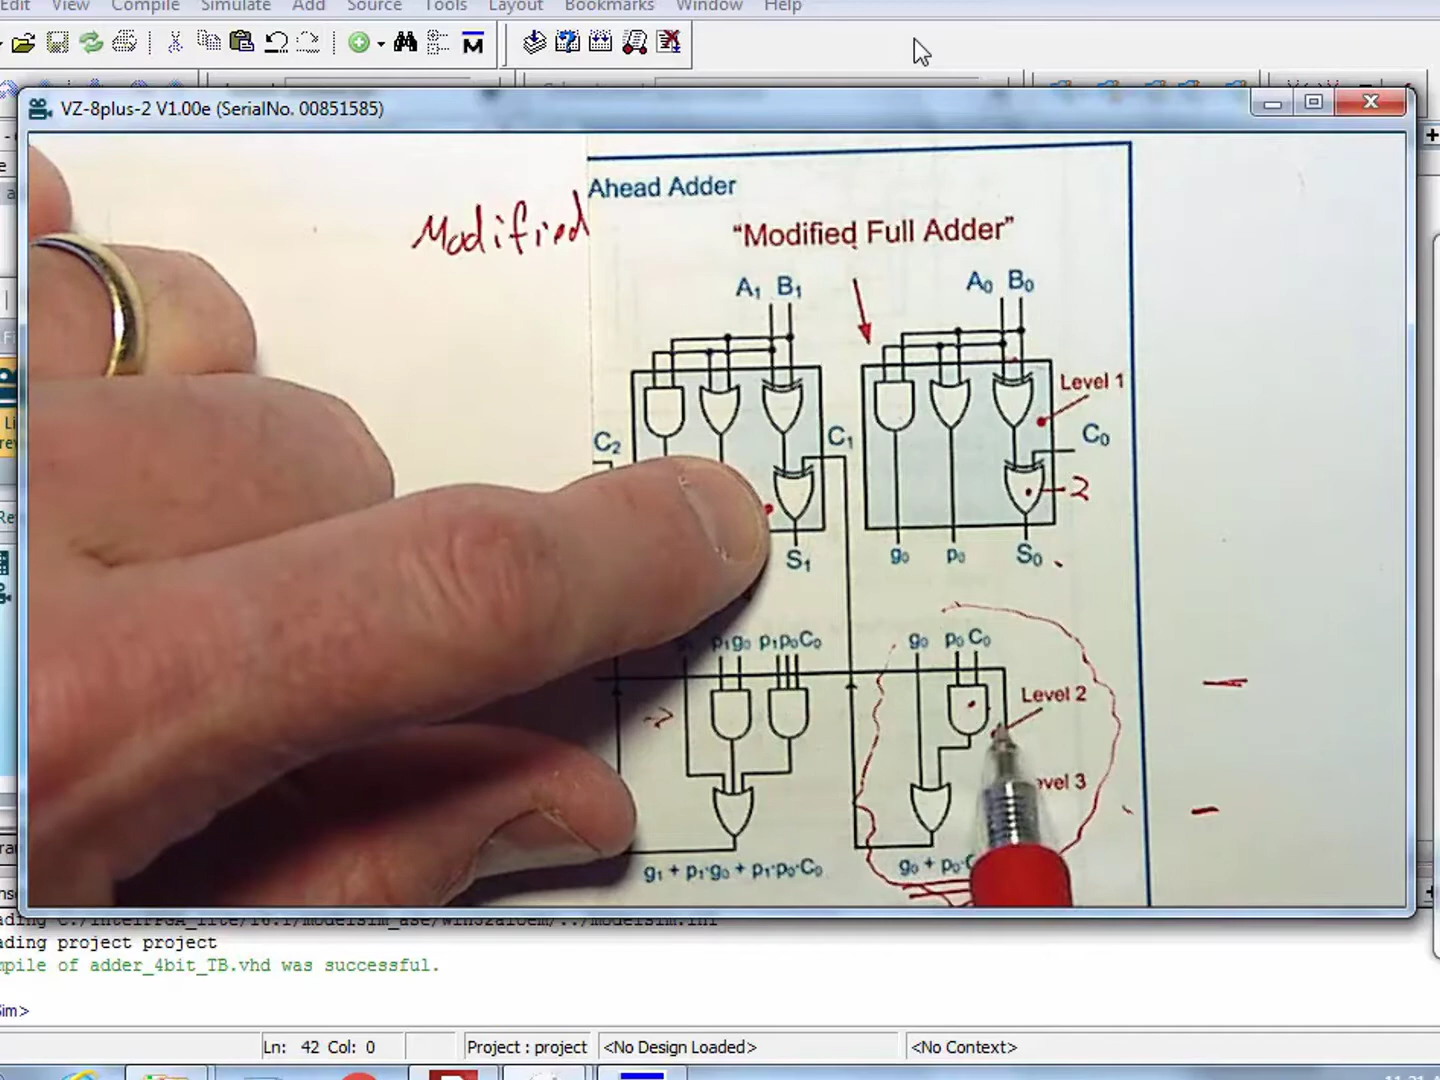 Edit View Compile Simulate Add Source Tools Layout Bookmarks Window Help
VZ-8plus-2 V1.00e (SerialNo. 00851585)
Ahead Adder
Modified
"Modified Full Adder"
A₁ B₁ A₀ B₀
Level 1
C₂ C₁ C₀
2
S₁ g₀ p₀ S₀
p₁g₀ p₁p₀C₀ g₀ p₀ C₀
Level 2
vel 3
g₁ + p₁·g₀ + p₁·p₀·C₀ g₀ + p₀·C
ading project project
mpile of adder_4bit_TB.vhd was successful.
Sim>
Ln: 42 Col: 0 Project : project <No Design Loaded> <No Context>